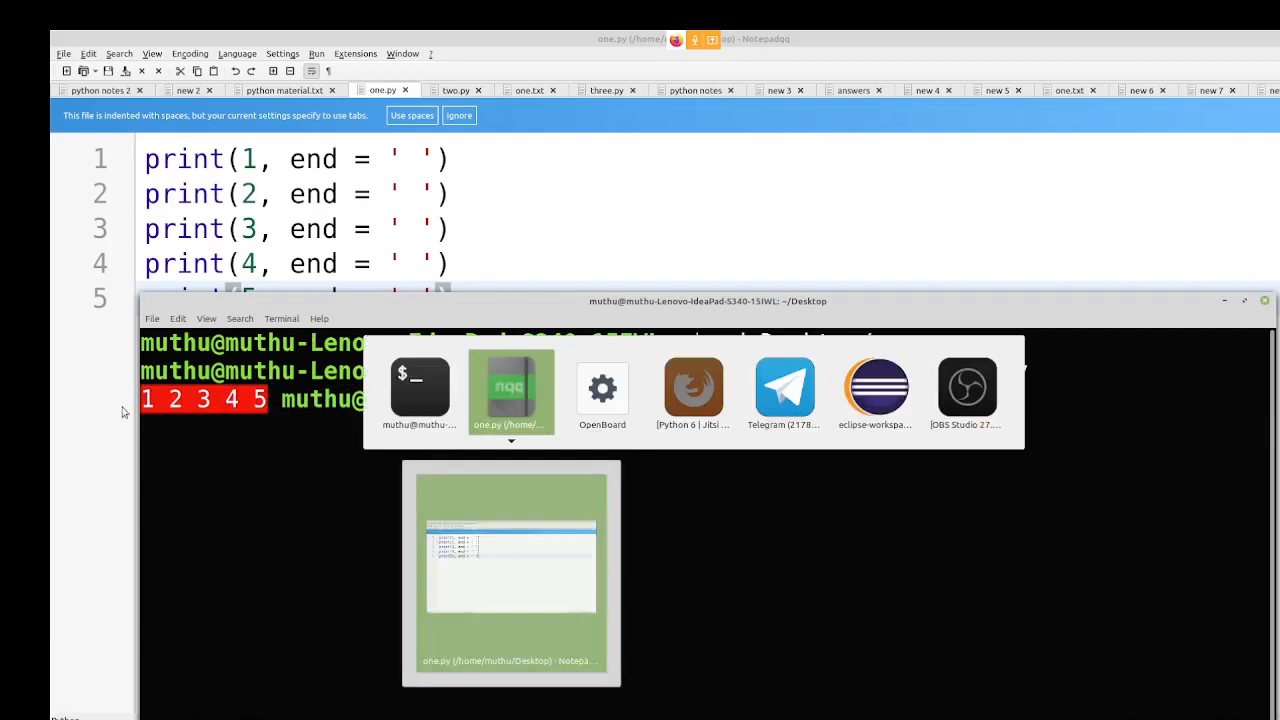 one.py (/home/ op) - Notepadqq
File Edit Search View Encoding Language Settings Run Extensions Window ?
python notes 2 new 2 python material.txt one.py two.py one.txt three.py python notes new 3 answers new 4 new 5 one.txt new 6 new 7
This file is indented with spaces, but your current settings specify to use tabs. Use spaces Ignore
1 print(1, end = ' ')
2 print(2, end = ' ')
3 print(3, end = ' ')
4 print(4, end = ' ')
5
muthu@muthu-Lenovo-IdeaPad-S340-15IWL: ~/Desktop
File Edit View Search Terminal Help
muthu@muthu-Leno
muthu@muthu-Leno
1 2 3 4 5 muthu@
$_
nqc
muthu@muthu-... one.py (/home/... OpenBoard [Python 6 | Jitsi ... Telegram (2178... eclipse-workspa... [OBS Studio 27....
one.py (/home/muthu/Desktop) - Notepa...